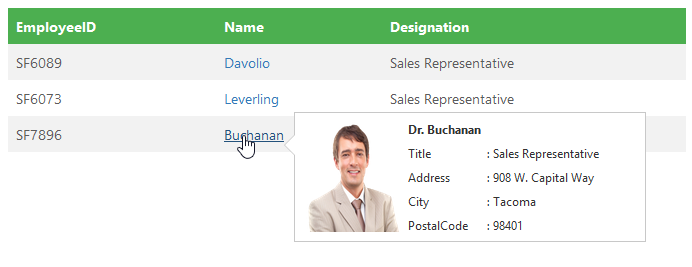 EmployeeID Name Designation
SF6089 Davolio Sales Representative
SF6073 Leverling Sales Representative
SF7896 Buchanan
Dr. Buchanan
Title : Sales Representative
Address : 908 W. Capital Way
City : Tacoma
PostalCode : 98401